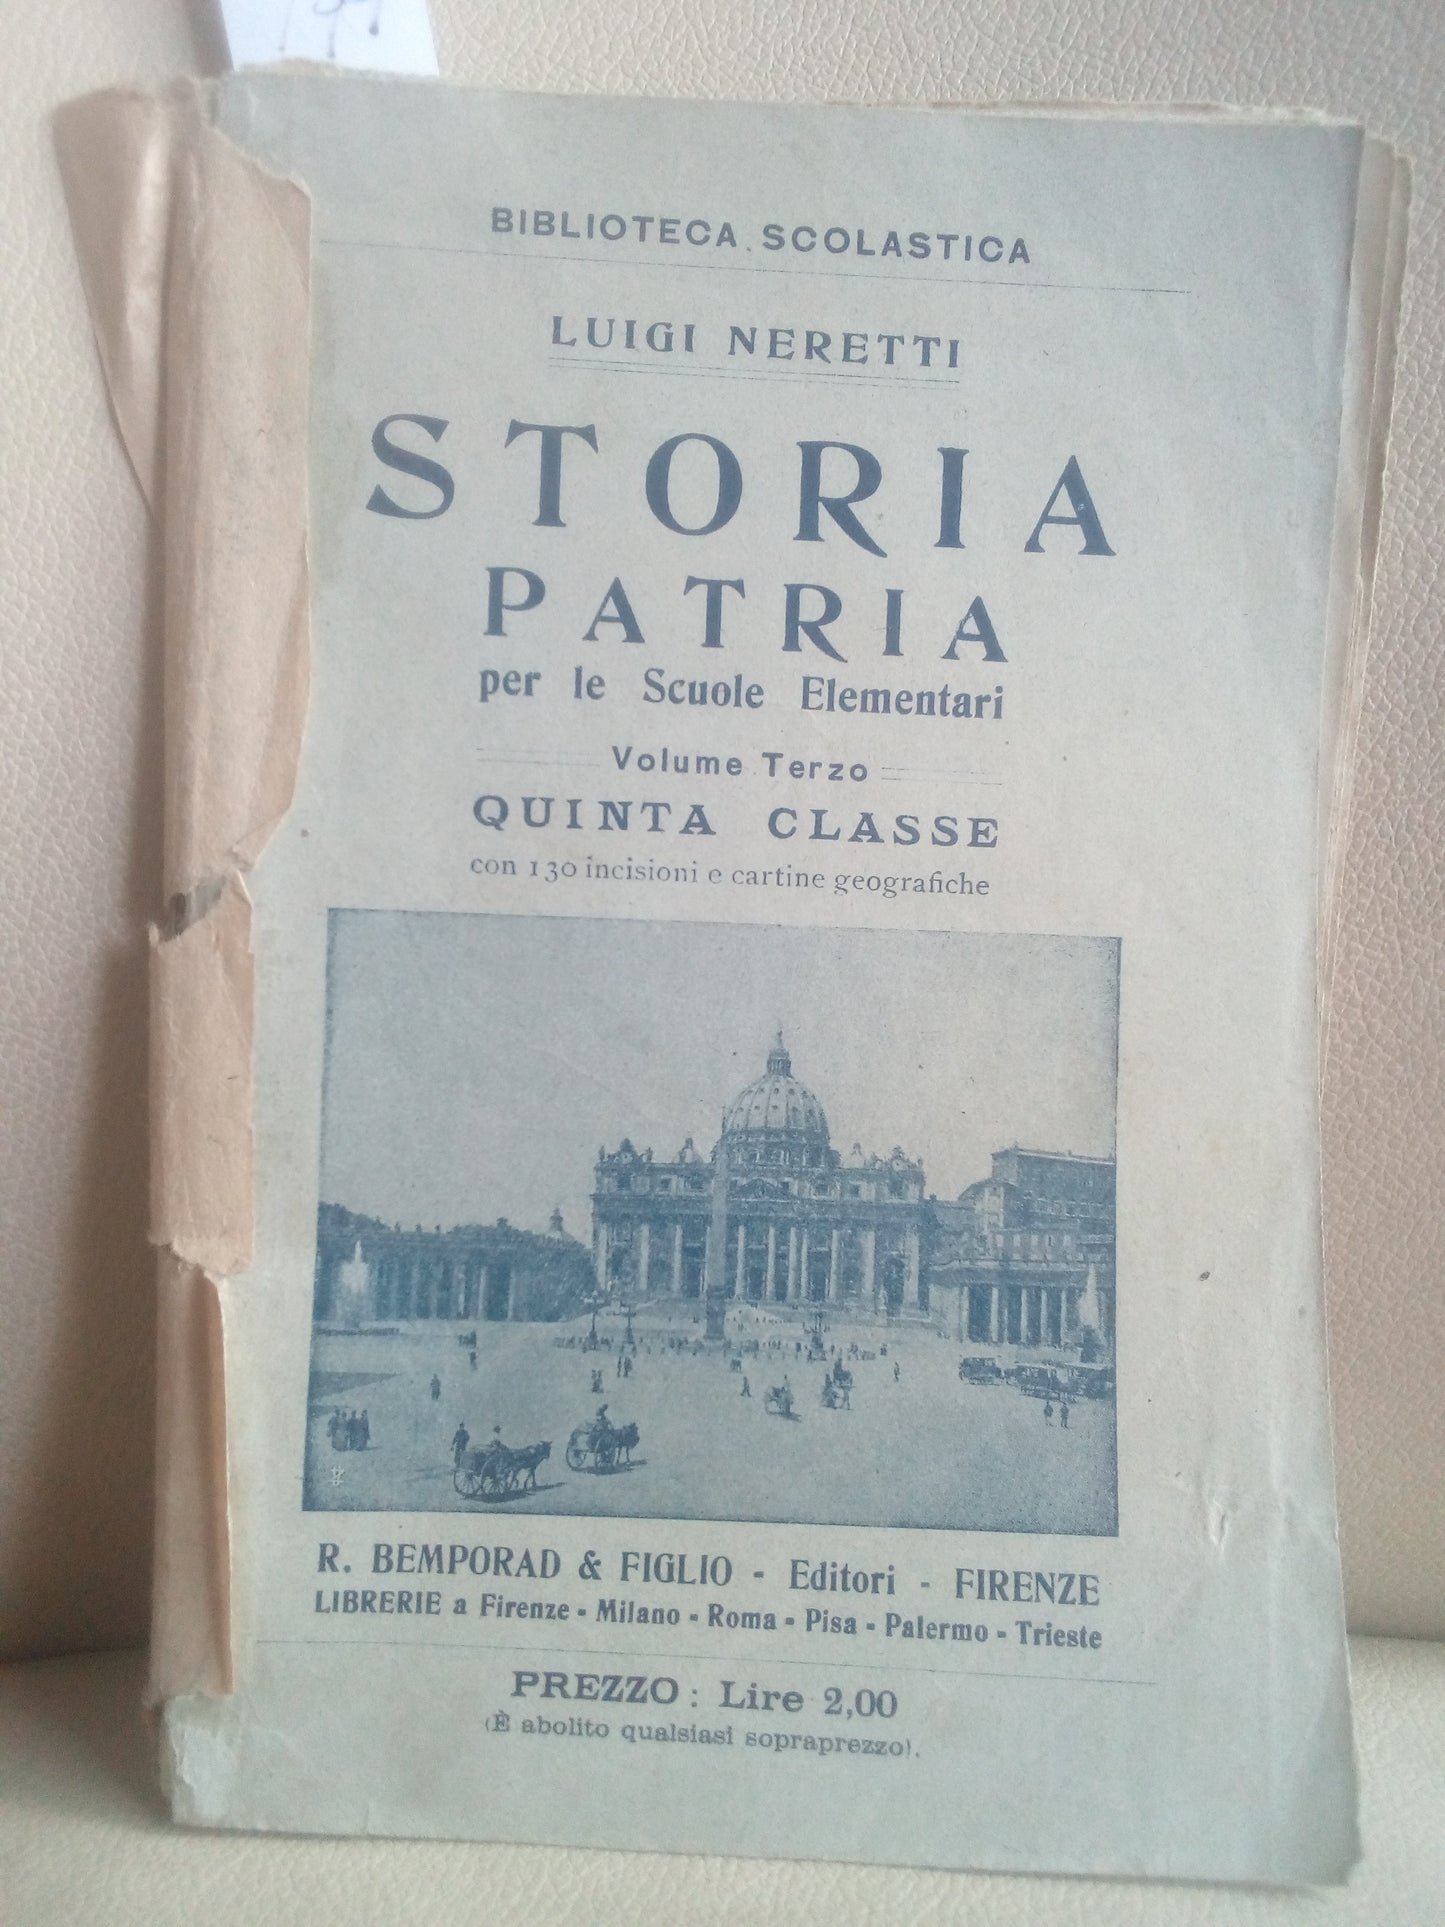 BIBLIOTECA SCOLASTICA
LUIGI NERETTI
STORIA
PATRIA
per le Scuole Elementari
Volume Terzo
QUINTA CLASSE
con 130 incisioni e cartine geografiche
R. BEMPORAD & FIGLIO - Editori - FIRENZE
LIBRERIE a Firenze - Milano - Roma - Pisa - Palermo - Trieste
PREZZO: Lire 2,00
(È abolito qualsiasi sopraprezzo).